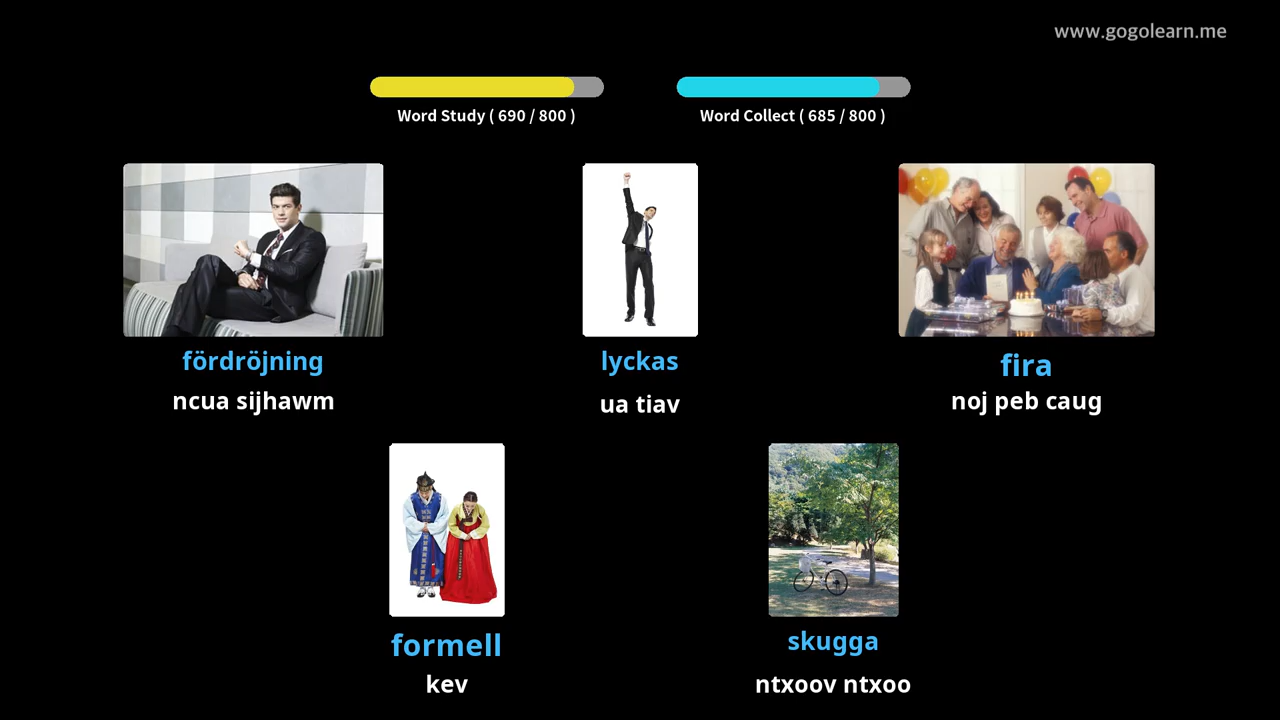 www.gogolearn.me
Word Study ( 690 / 800 )
Word Collect ( 685 / 800 )
fördröjning
ncua sijhawm
lyckas
ua tiav
fira
noj peb caug
formell
kev
skugga
ntxoov ntxoo